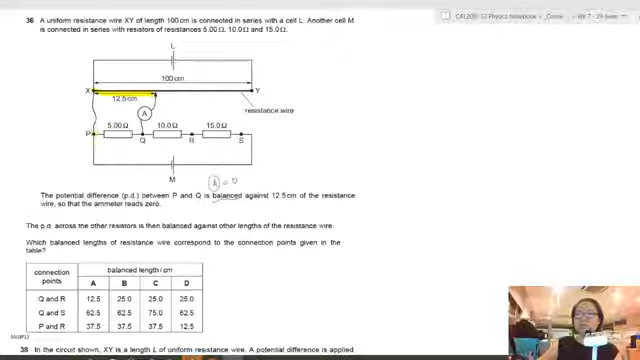 36 A uniform resistance wire XY of length 100 cm is connected in series with a cell L. Another cell M
is connected in series with resistors of resistances 5.00 Ω, 10.0 Ω and 15.0 Ω.
L
100 cm
X
Y
12.5 cm
A
resistance wire
5.00 Ω
10.0 Ω
15.0 Ω
P
Q
R
S
M
A = 0
The potential difference (p.d.) between P and Q is balanced against 12.5 cm of the resistance
wire, so that the ammeter reads zero.
The p.d. across the other resistors is then balanced against other lengths of the resistance wire.
Which balanced lengths of resistance wire correspond to the connection points given in the
table?
connection points
balanced length / cm
A B C D
Q and R 12.5 25.0 25.0 25.0
Q and S 62.5 62.5 75.0 62.5
P and R 37.5 37.5 37.5 12.5
38 In the circuit shown, XY is a length L of uniform resistance wire. A potential difference is applied